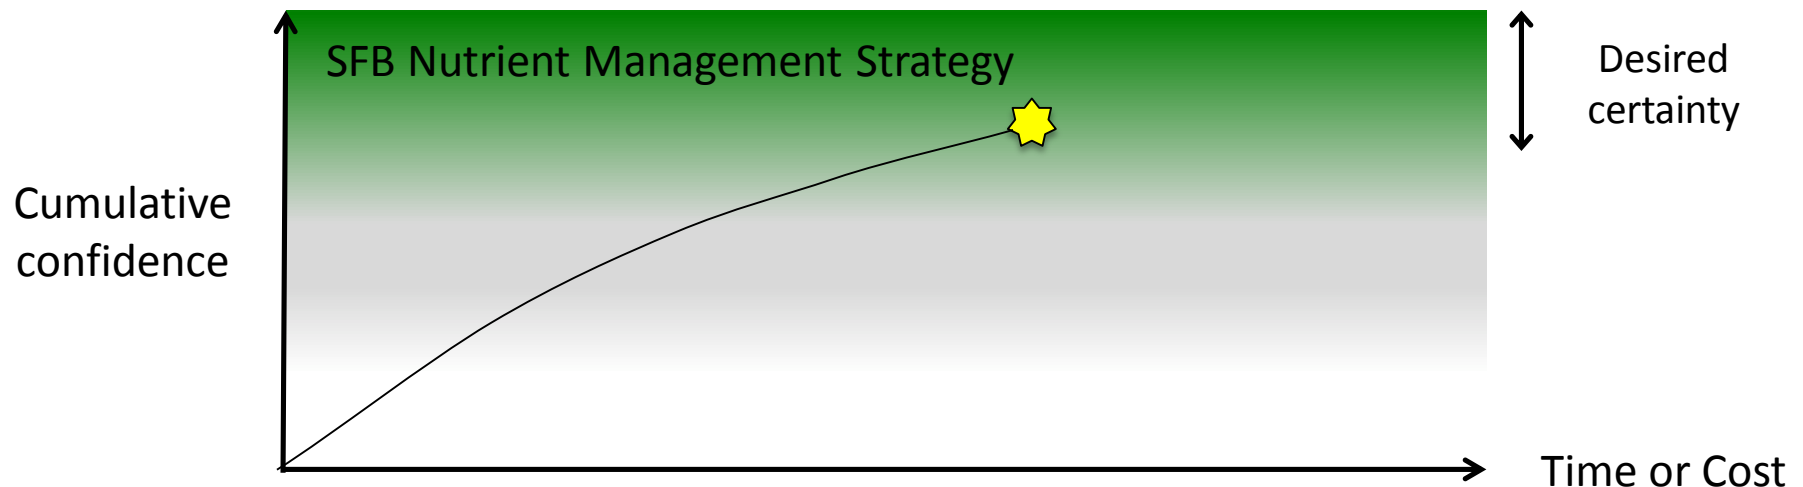 SFB Nutrient Management Strategy
Desired
certainty
Cumulative
confidence
Time or Cost